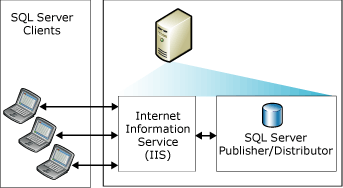 SQL Server
Clients
Internet
Information
Service
(IIS)
SQL Server
Publisher/Distributor